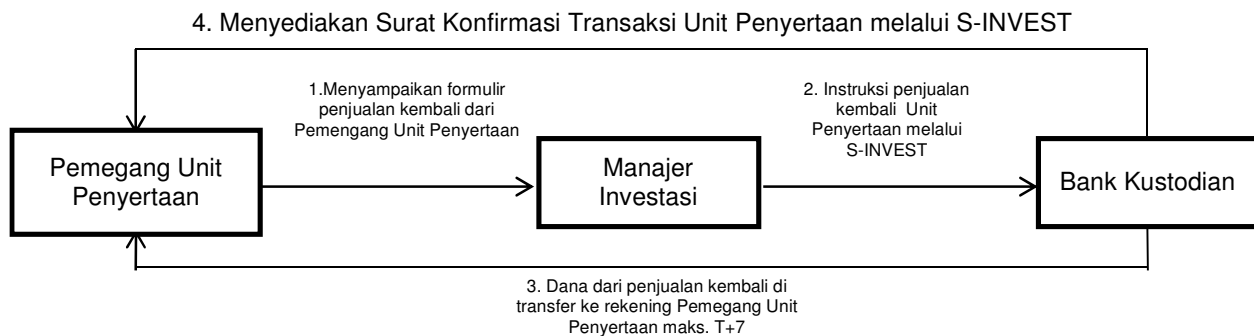 4. Menyediakan Surat Konfirmasi Transaksi Unit Penyertaan melalui S-INVEST
1.Menyampaikan formulir
penjualan kembali dari
Pemengang Unit Penyertaan
2. Instruksi penjualan
kembali Unit
Penyertaan melalui
S-INVEST
Pemegang Unit
Penyertaan
Manajer
Investasi
Bank Kustodian
3. Dana dari penjualan kembali di
transfer ke rekening Pemegang Unit
Penyertaan maks. T+7